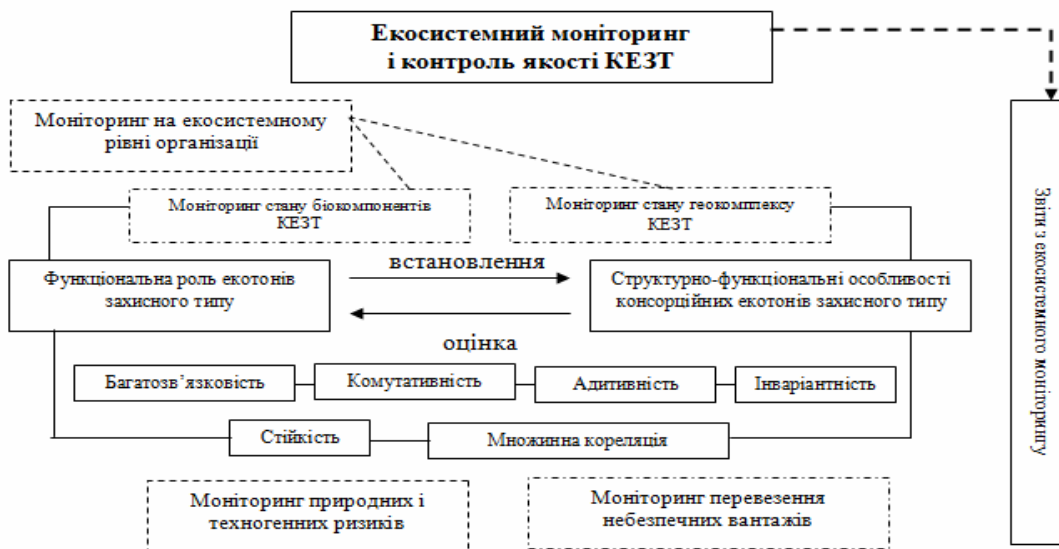 Екосистемний моніторинг
і контроль якості КЕЗТ
Моніторинг на екосистемному
рівні організації
Моніторинг стану біокомпонентів
КЕЗТ
Моніторинг стану геокомплексу
КЕЗТ
Функціональна роль екотонів
захисного типу
встановлення
оцінка
Структурно-функціональні особливості
консорційних екотонів захисного типу
Багатозв’язковість
Комутативність
Адитивність
Інваріантність
Стійкість
Множинна кореляція
Моніторинг природних і
техногенних ризиків
Моніторинг перевезення
небезпечних вантажів
Звіти з екосистемного моніторингу